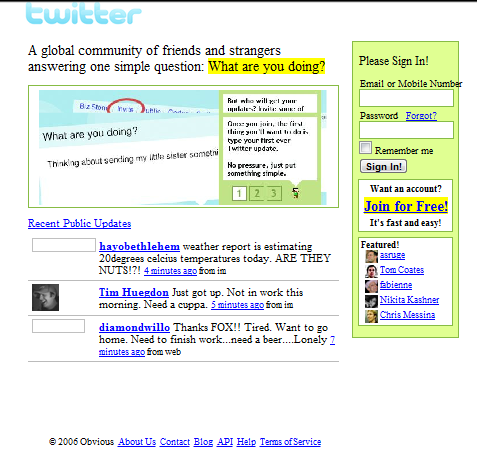 twitter
A global community of friends and strangers
answering one simple question: What are you doing?
Biz Stone,
Invite
Public
What are you doing?
Thinking about sending my little sister somethi
But who will get your
updates? Invite some of
Once you join, the first
thing you'll want to do is
type your first ever
Twitter update.
No pressure, just put
something simple.
1 2 3
Recent Public Updates
hayobethlehem weather report is estimating
20degrees celcius temperatures today. ARE THEY
NUTS!?! 4 minutes ago from im
Tim Huegdon Just got up. Not in work this
morning. Need a cuppa. 5 minutes ago from im
diamondwillo Thanks FOX!! Tired. Want to go
home. Need to finish work...need a beer....Lonely 7
minutes ago from web
Please Sign In!
Email or Mobile Number
Password Forgot?
Remember me
Sign In!
Want an account?
Join for Free!
It's fast and easy!
Featured!
asruge
Tom Coates
fabienne
Nikita Kashner
Chris Messina
© 2006 Obvious About Us Contact Blog API Help Terms of Service